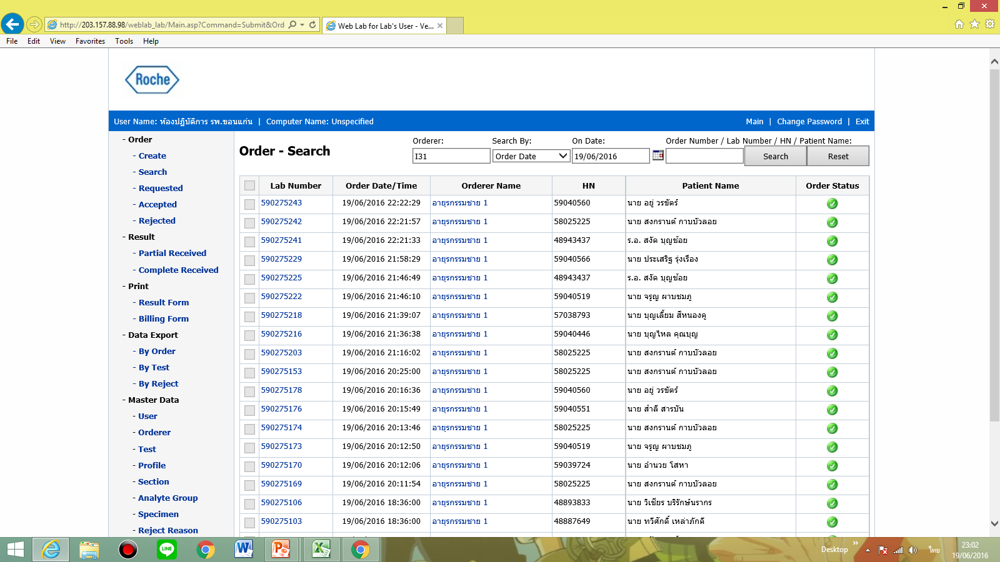 http://203.157.88.98/weblab_lab/Main.asp?Command=Submit&Ord
Web Lab for Lab's User - Ve...
File Edit View Favorites Tools Help
Roche
User Name: ห้องปฏิบัติการ รพ.ขอนแก่น | Computer Name: Unspecified
Main | Change Password | Exit
- Order
- Create
- Search
- Requested
- Accepted
- Rejected
- Result
- Partial Received
- Complete Received
- Print
- Result Form
- Billing Form
- Data Export
- By Order
- By Test
- By Reject
- Master Data
- User
- Orderer
- Test
- Profile
- Section
- Analyte Group
- Specimen
- Reject Reason
Order - Search
Orderer: Search By: On Date: Order Number / Lab Number / HN / Patient Name:
I31 Order Date 19/06/2016 Search Reset
Lab Number Order Date/Time Orderer Name HN Patient Name Order Status
590275243 19/06/2016 22:22:29 อายุรกรรมชาย 1 59040560 นาย อยู่ วรขัตร์
590275242 19/06/2016 22:21:57 อายุรกรรมชาย 1 58025225 นาย สงกรานต์ กาบบัวลอย
590275241 19/06/2016 22:21:33 อายุรกรรมชาย 1 48943437 ร.อ. สงัด บุญช้อย
590275229 19/06/2016 21:58:29 อายุรกรรมชาย 1 59040566 นาย ประเสริฐ รุ่งเรือง
590275225 19/06/2016 21:46:49 อายุรกรรมชาย 1 48943437 ร.อ. สงัด บุญช้อย
590275222 19/06/2016 21:46:10 อายุรกรรมชาย 1 59040519 นาย จรูญ ผาบชมภู
590275218 19/06/2016 21:39:07 อายุรกรรมชาย 1 57038793 นาย บุญเลี้ยม สีหนองคู
590275216 19/06/2016 21:36:38 อายุรกรรมชาย 1 59040446 นาย บุญไหล คุณบุญ
590275203 19/06/2016 21:16:02 อายุรกรรมชาย 1 58025225 นาย สงกรานต์ กาบบัวลอย
590275153 19/06/2016 20:25:00 อายุรกรรมชาย 1 58025225 นาย สงกรานต์ กาบบัวลอย
590275178 19/06/2016 20:16:36 อายุรกรรมชาย 1 59040560 นาย อยู่ วรขัตร์
590275176 19/06/2016 20:15:49 อายุรกรรมชาย 1 59040551 นาย สำลี สารบัน
590275174 19/06/2016 20:13:46 อายุรกรรมชาย 1 58025225 นาย สงกรานต์ กาบบัวลอย
590275173 19/06/2016 20:12:50 อายุรกรรมชาย 1 59040519 นาย จรูญ ผาบชมภู
590275170 19/06/2016 20:12:06 อายุรกรรมชาย 1 59039724 นาย อำนวย โสหา
590275169 19/06/2016 20:11:54 อายุรกรรมชาย 1 58025225 นาย สงกรานต์ กาบบัวลอย
590275106 19/06/2016 18:36:00 อายุรกรรมชาย 1 48893833 นาย วิเชียร บริรักษ์นรากร
590275103 19/06/2016 18:36:00 อายุรกรรมชาย 1 48887649 นาย ทวีศักดิ์ เหล่าภักดี
LINE
Desktop
ไทย
23:02
19/06/2016